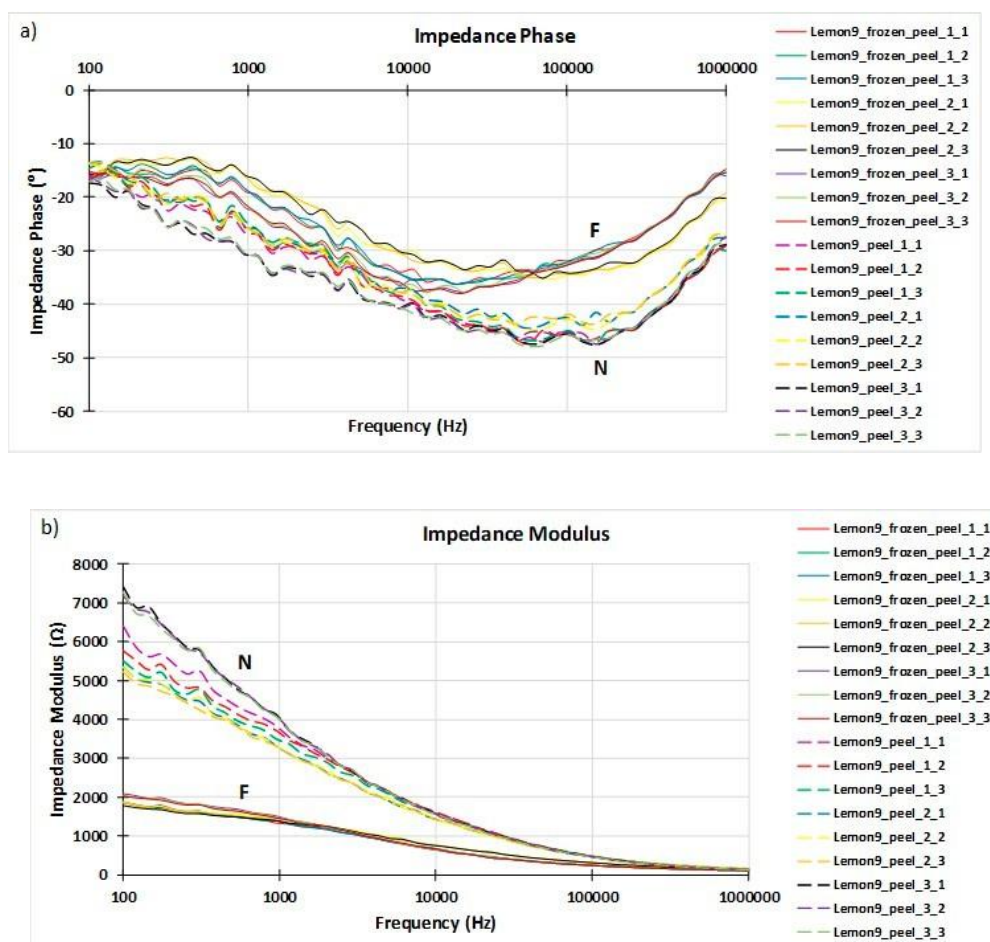 a)
Impedance Phase
100 1000 10000 100000 1000000
0
-10
-20
-30
-40
-50
-60
Impedance Phase (°)
F
N
Frequency (Hz)
Lemon9_frozen_peel_1_1
Lemon9_frozen_peel_1_2
Lemon9_frozen_peel_1_3
Lemon9_frozen_peel_2_1
Lemon9_frozen_peel_2_2
Lemon9_frozen_peel_2_3
Lemon9_frozen_peel_3_1
Lemon9_frozen_peel_3_2
Lemon9_frozen_peel_3_3
Lemon9_peel_1_1
Lemon9_peel_1_2
Lemon9_peel_1_3
Lemon9_peel_2_1
Lemon9_peel_2_2
Lemon9_peel_2_3
Lemon9_peel_3_1
Lemon9_peel_3_2
Lemon9_peel_3_3
b)
Impedance Modulus
8000
7000
6000
5000
4000
3000
2000
1000
0
Impedance Modulus (Ω)
N
F
100 1000 10000 100000 1000000
Frequency (Hz)
Lemon9_frozen_peel_1_1
Lemon9_frozen_peel_1_2
Lemon9_frozen_peel_1_3
Lemon9_frozen_peel_2_1
Lemon9_frozen_peel_2_2
Lemon9_frozen_peel_2_3
Lemon9_frozen_peel_3_1
Lemon9_frozen_peel_3_2
Lemon9_frozen_peel_3_3
Lemon9_peel_1_1
Lemon9_peel_1_2
Lemon9_peel_1_3
Lemon9_peel_2_1
Lemon9_peel_2_2
Lemon9_peel_2_3
Lemon9_peel_3_1
Lemon9_peel_3_2
Lemon9_peel_3_3